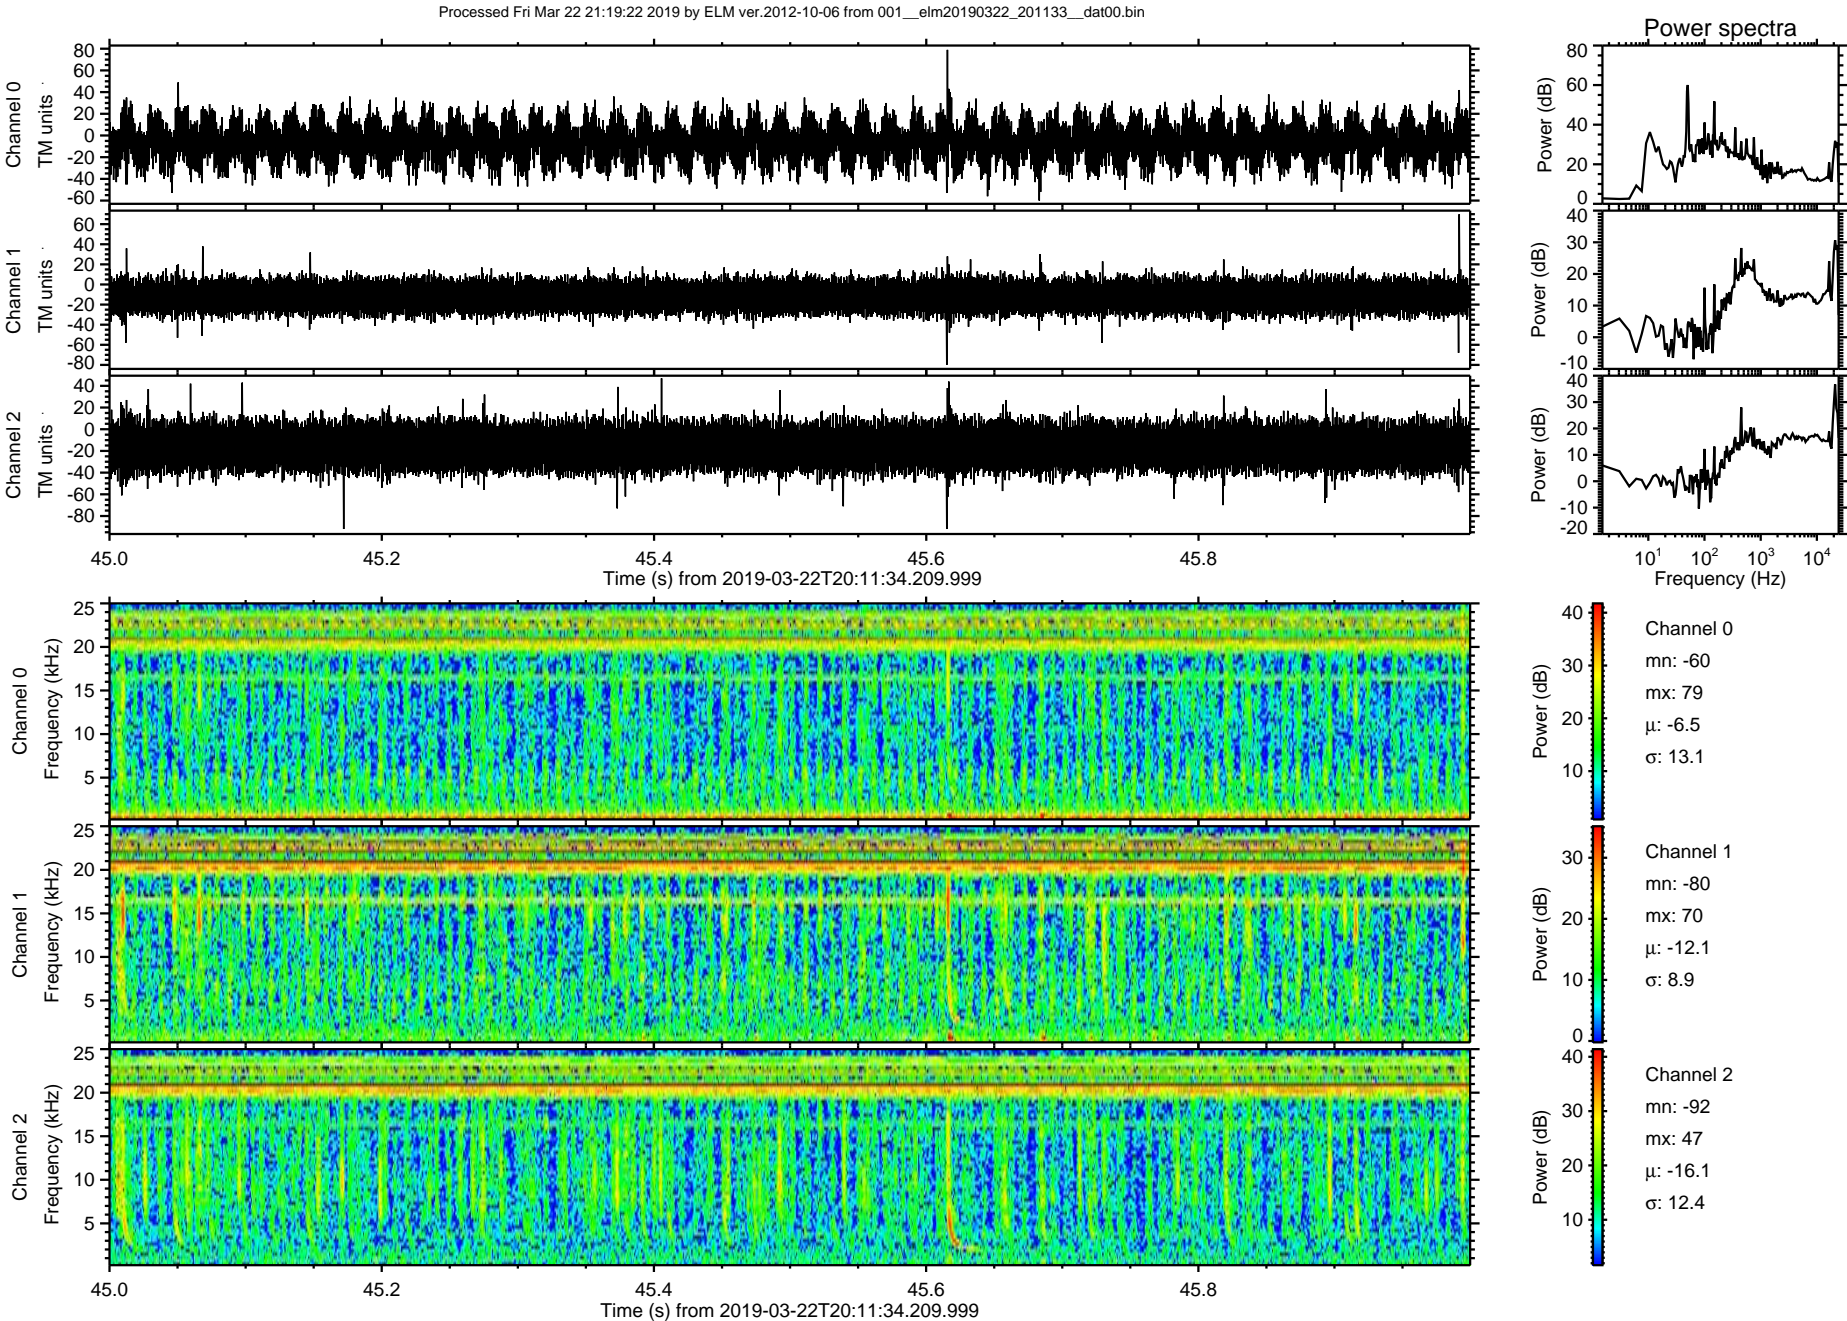 Processed Fri Mar 22 21:19:22 2019 by ELM ver.2012-10-06 from 001__elm20190322_201133__dat00.bin
Power spectra
Channel 0
TM units
80
60
40
20
0
-20
-40
-60
Power (dB)
80
60
40
20
0
Channel 1
TM units
60
40
20
0
-20
-40
-60
-80
Power (dB)
40
30
20
10
0
-10
Channel 2
TM units
40
20
0
-20
-40
-60
-80
Power (dB)
40
30
20
10
0
-10
-20
45.0 45.2 45.4 45.6 45.8
Time (s) from 2019-03-22T20:11:34.209.999
10¹ 10² 10³ 10⁴
Frequency (Hz)
Channel 0
Frequency (kHz)
25
20
15
10
5
Power (dB)
40
30
20
10
Channel 0
mn: -60
mx: 79
μ: -6.5
σ: 13.1
Channel 1
Frequency (kHz)
25
20
15
10
5
Power (dB)
30
20
10
0
Channel 1
mn: -80
mx: 70
μ: -12.1
σ: 8.9
Channel 2
Frequency (kHz)
25
20
15
10
5
Power (dB)
40
30
20
10
Channel 2
mn: -92
mx: 47
μ: -16.1
σ: 12.4
45.0 45.2 45.4 45.6 45.8
Time (s) from 2019-03-22T20:11:34.209.999